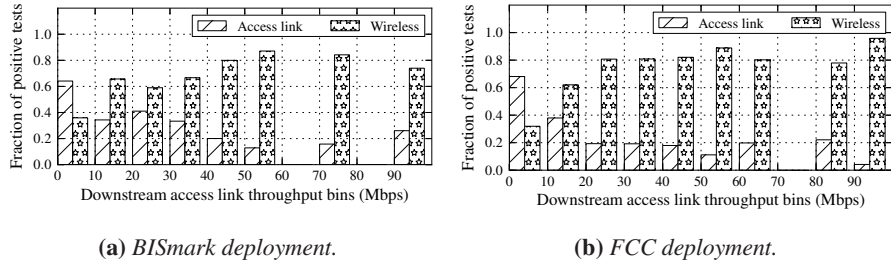 Access link Wireless
Fraction of positive tests
1.0
0.8
0.6
0.4
0.2
0.0
0 10 20 30 40 50 60 70 80 90
Downstream access link throughput bins (Mbps)
(a) BISmark deployment.
Access link Wireless
Fraction of positive tests
1.0
0.8
0.6
0.4
0.2
0.0
0 10 20 30 40 50 60 70 80 90
Downstream access link throughput bins (Mbps)
(b) FCC deployment.